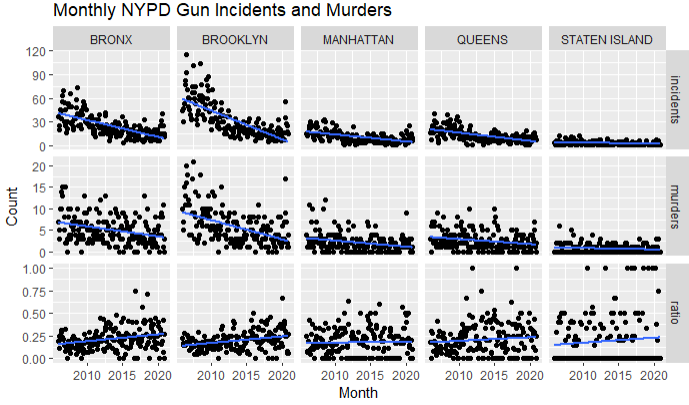 Monthly NYPD Gun Incidents and Murders
BRONX BROOKLYN MANHATTAN QUEENS STATEN ISLAND
120
90
60
30
0
incidents
20
15
10
5
0
murders
1.00
0.75
0.50
0.25
0.00
ratio
Count
2010 2015 2020 2010 2015 2020 2010 2015 2020 2010 2015 2020 2010 2015 2020
Month